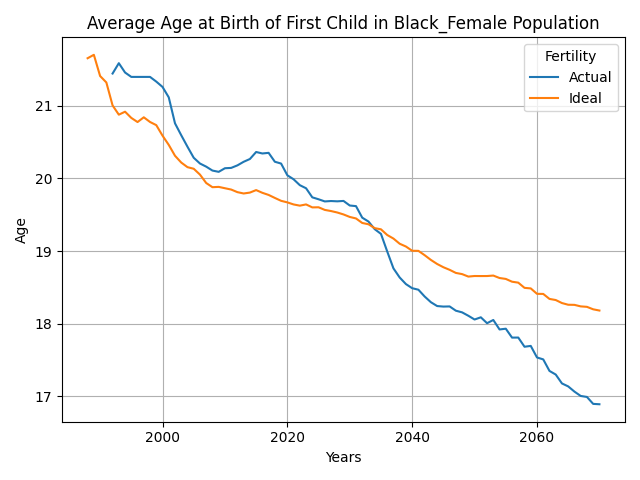 Average Age at Birth of First Child in Black_Female Population
Fertility
Actual
Ideal
Age
21
20
19
18
17
2000
2020
2040
2060
Years